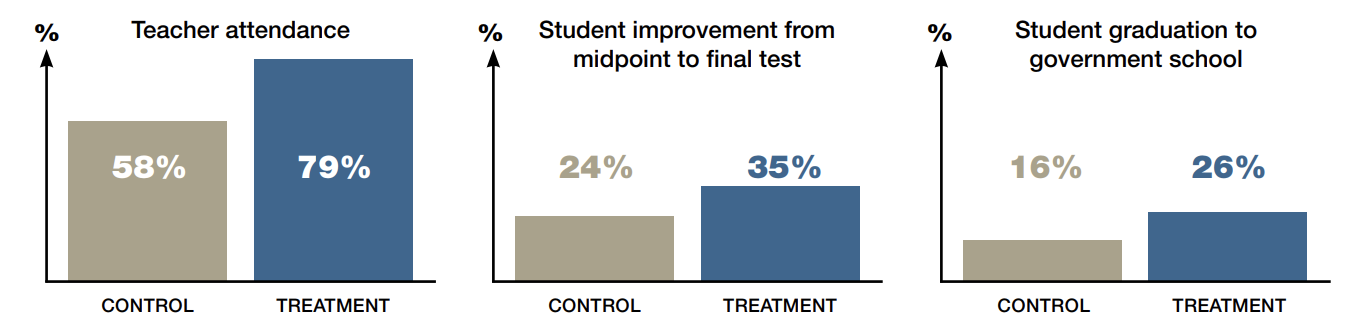 %
Teacher attendance
58%
79%
CONTROL
TREATMENT
%
Student improvement from
midpoint to final test
24%
35%
CONTROL
TREATMENT
%
Student graduation to
government school
16%
26%
CONTROL
TREATMENT